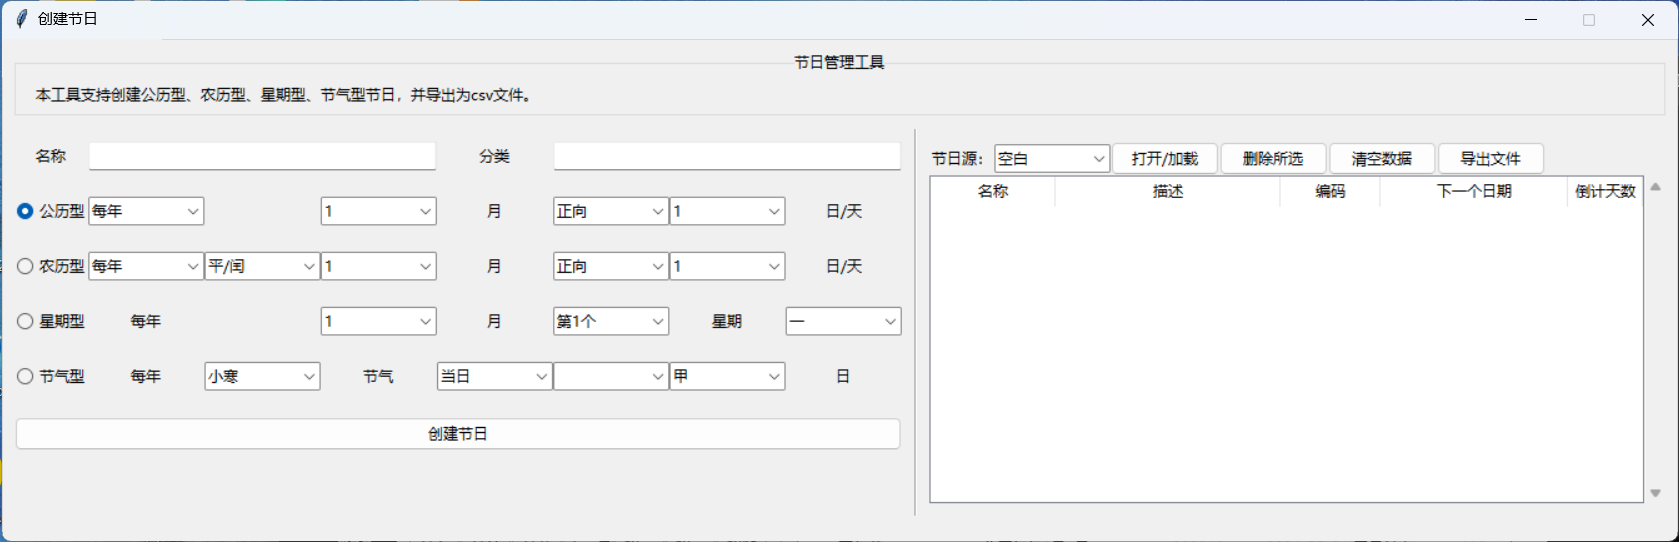 创建节日
节日管理工具
本工具支持创建公历型、农历型、星期型、节气型节日，并导出为csv文件。
名称 分类
公历型 每年 1 月 正向 1 日/天
农历型 每年 平/闰 1 月 正向 1 日/天
星期型 每年 1 月 第1个 星期 一
节气型 每年 小寒 节气 当日 甲 日
创建节日
节日源： 空白 打开/加载 删除所选 清空数据 导出文件
名称 描述 编码 下一个日期 倒计天数